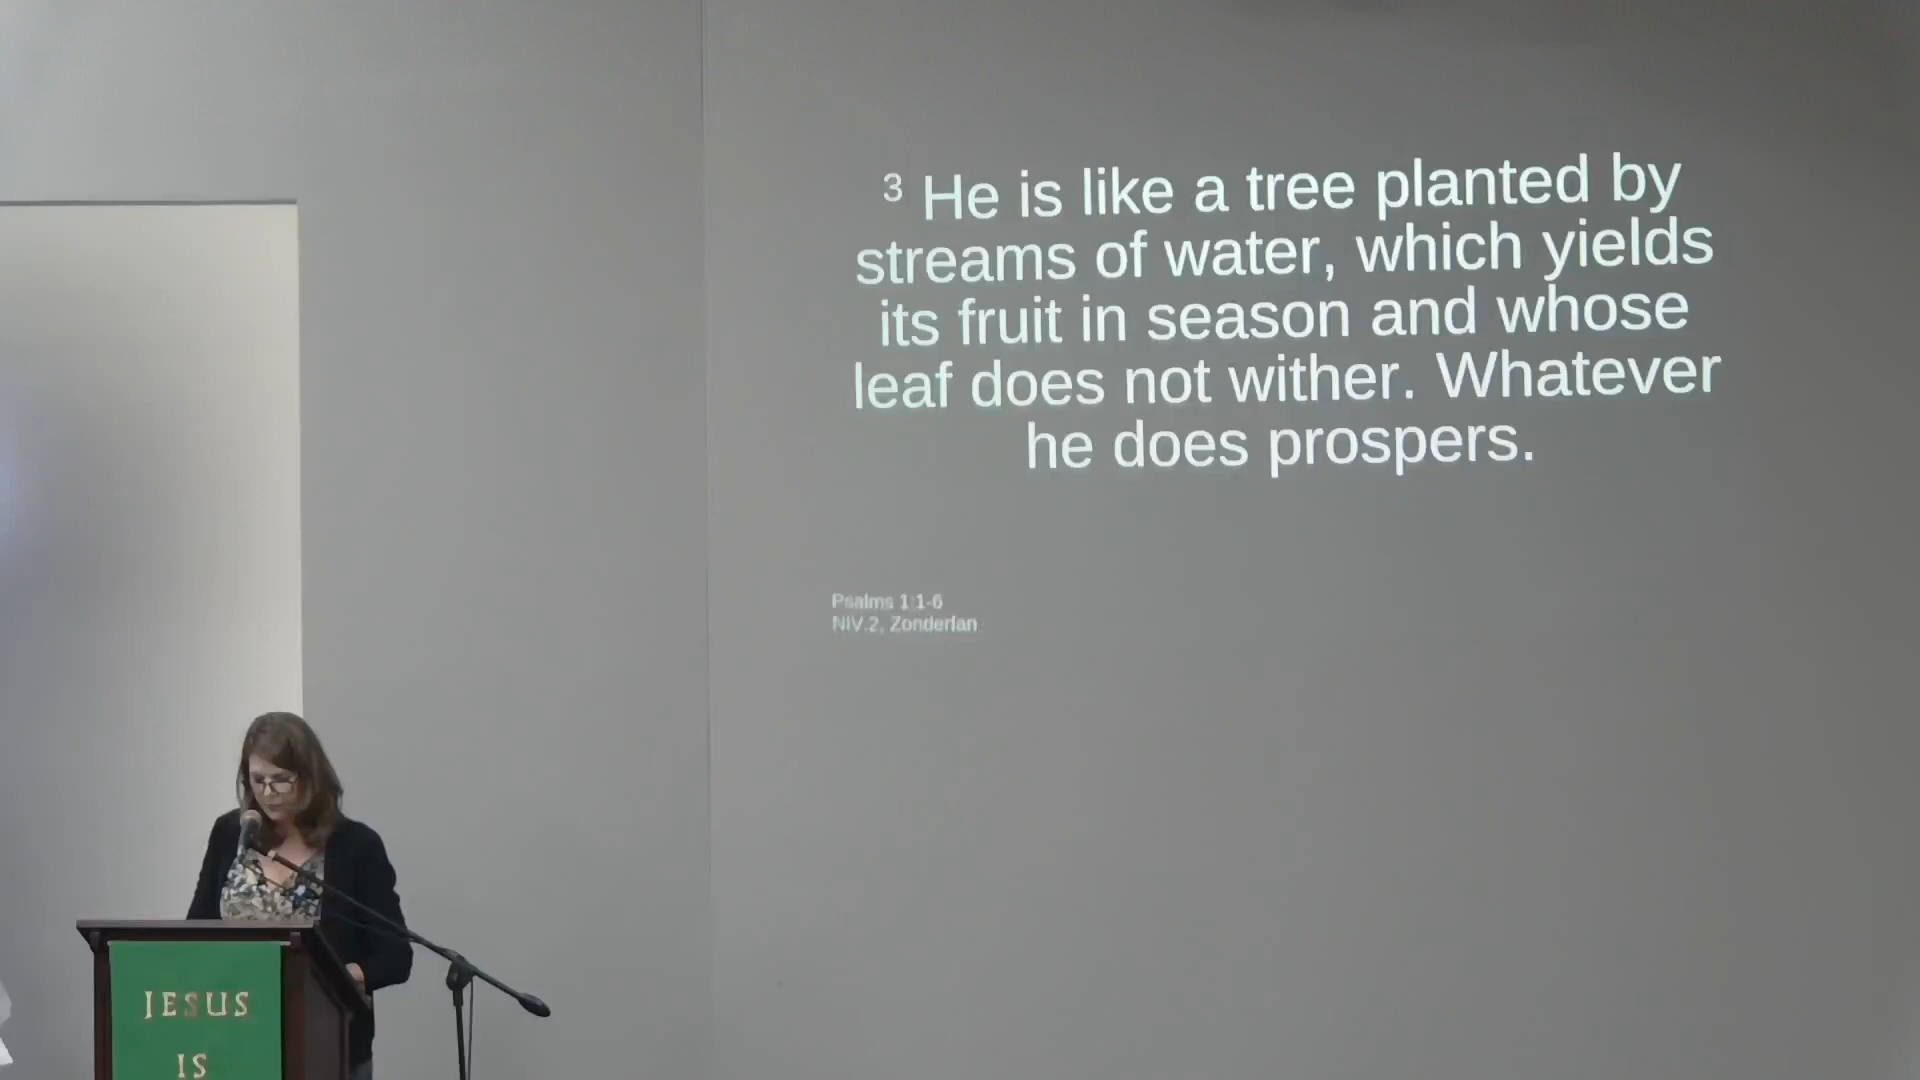 3 He is like a tree planted by
streams of water, which yields
its fruit in season and whose
leaf does not wither. Whatever
he does prospers.
Psalms 1:1-6
NIV.2, Zonderfan
JESUS
IS